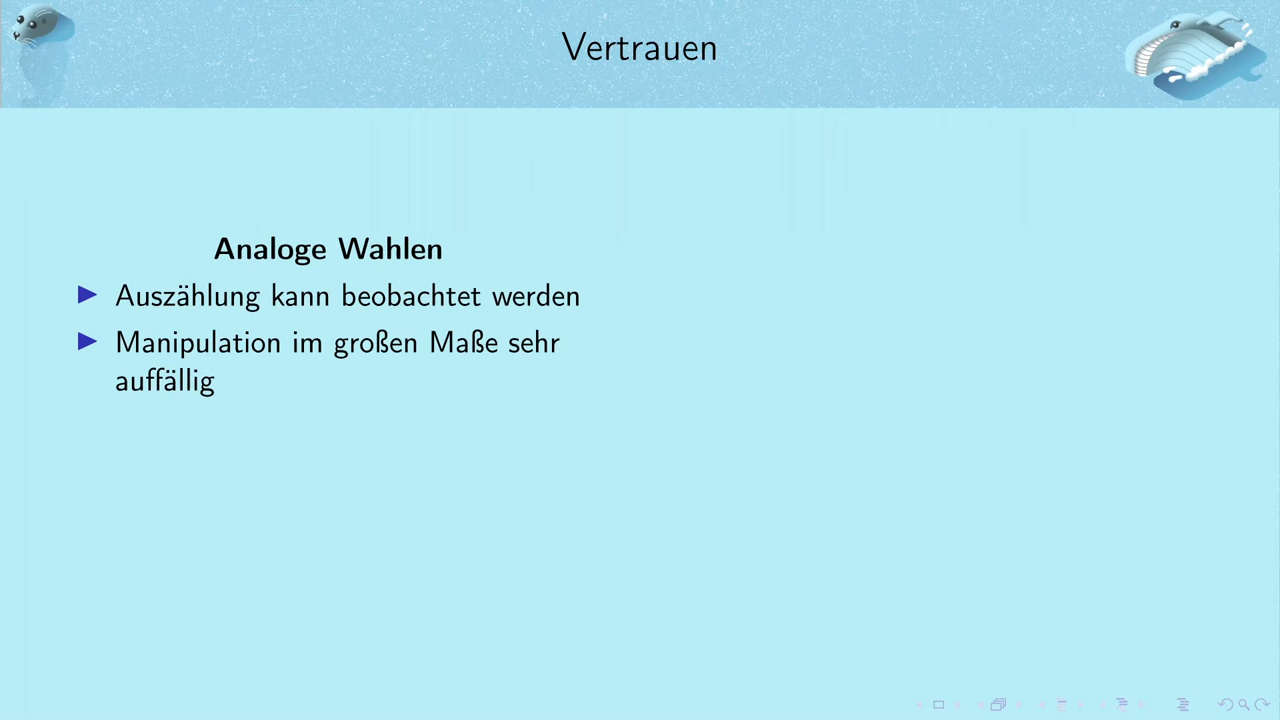 Vertrauen
Analoge Wahlen
Auszählung kann beobachtet werden
Manipulation im großen Maße sehr
auffällig